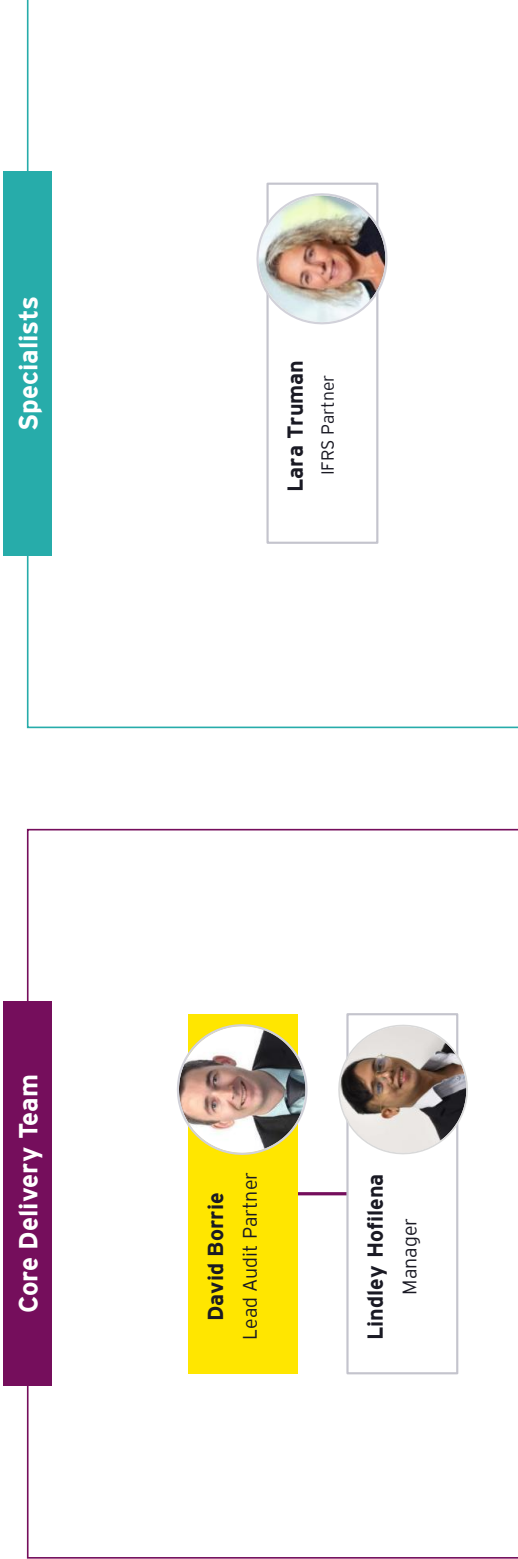 Core Delivery Team
David Borrie
Lead Audit Partner
Lindley Hofilena
Manager
Specialists
Lara Truman
IFRS Partner